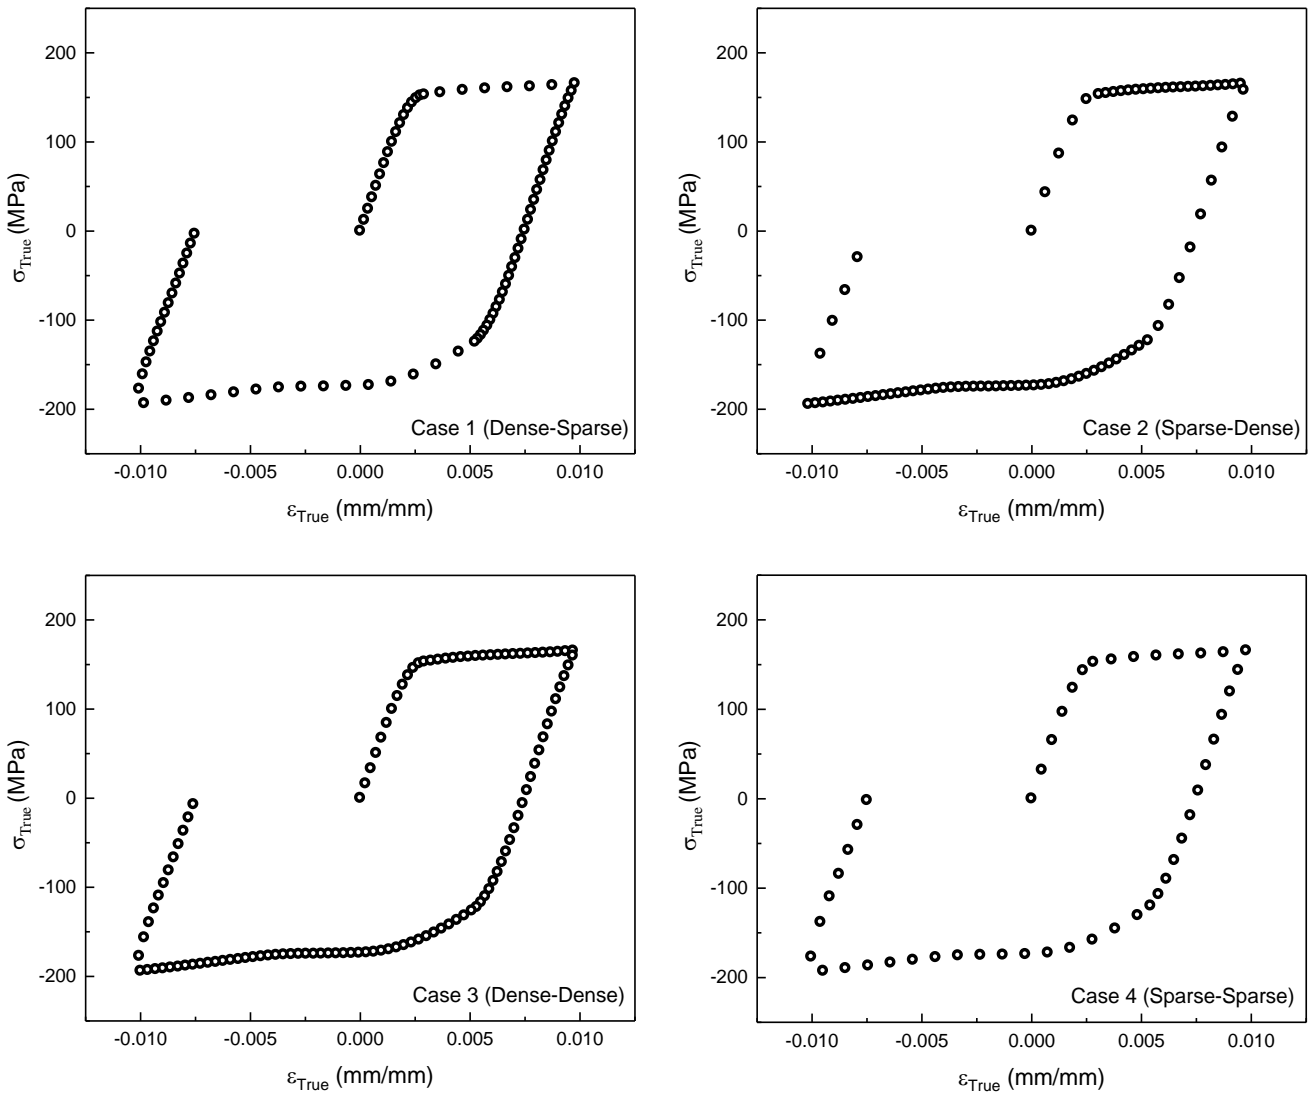 200
100
0
-100
-200
σTrue (MPa)
Case 1 (Dense-Sparse)
-0.010 -0.005 0.000 0.005 0.010
εTrue (mm/mm)
200
100
0
-100
-200
σTrue (MPa)
Case 2 (Sparse-Dense)
-0.010 -0.005 0.000 0.005 0.010
εTrue (mm/mm)
200
100
0
-100
-200
σTrue (MPa)
Case 3 (Dense-Dense)
-0.010 -0.005 0.000 0.005 0.010
εTrue (mm/mm)
200
100
0
-100
-200
σTrue (MPa)
Case 4 (Sparse-Sparse)
-0.010 -0.005 0.000 0.005 0.010
εTrue (mm/mm)